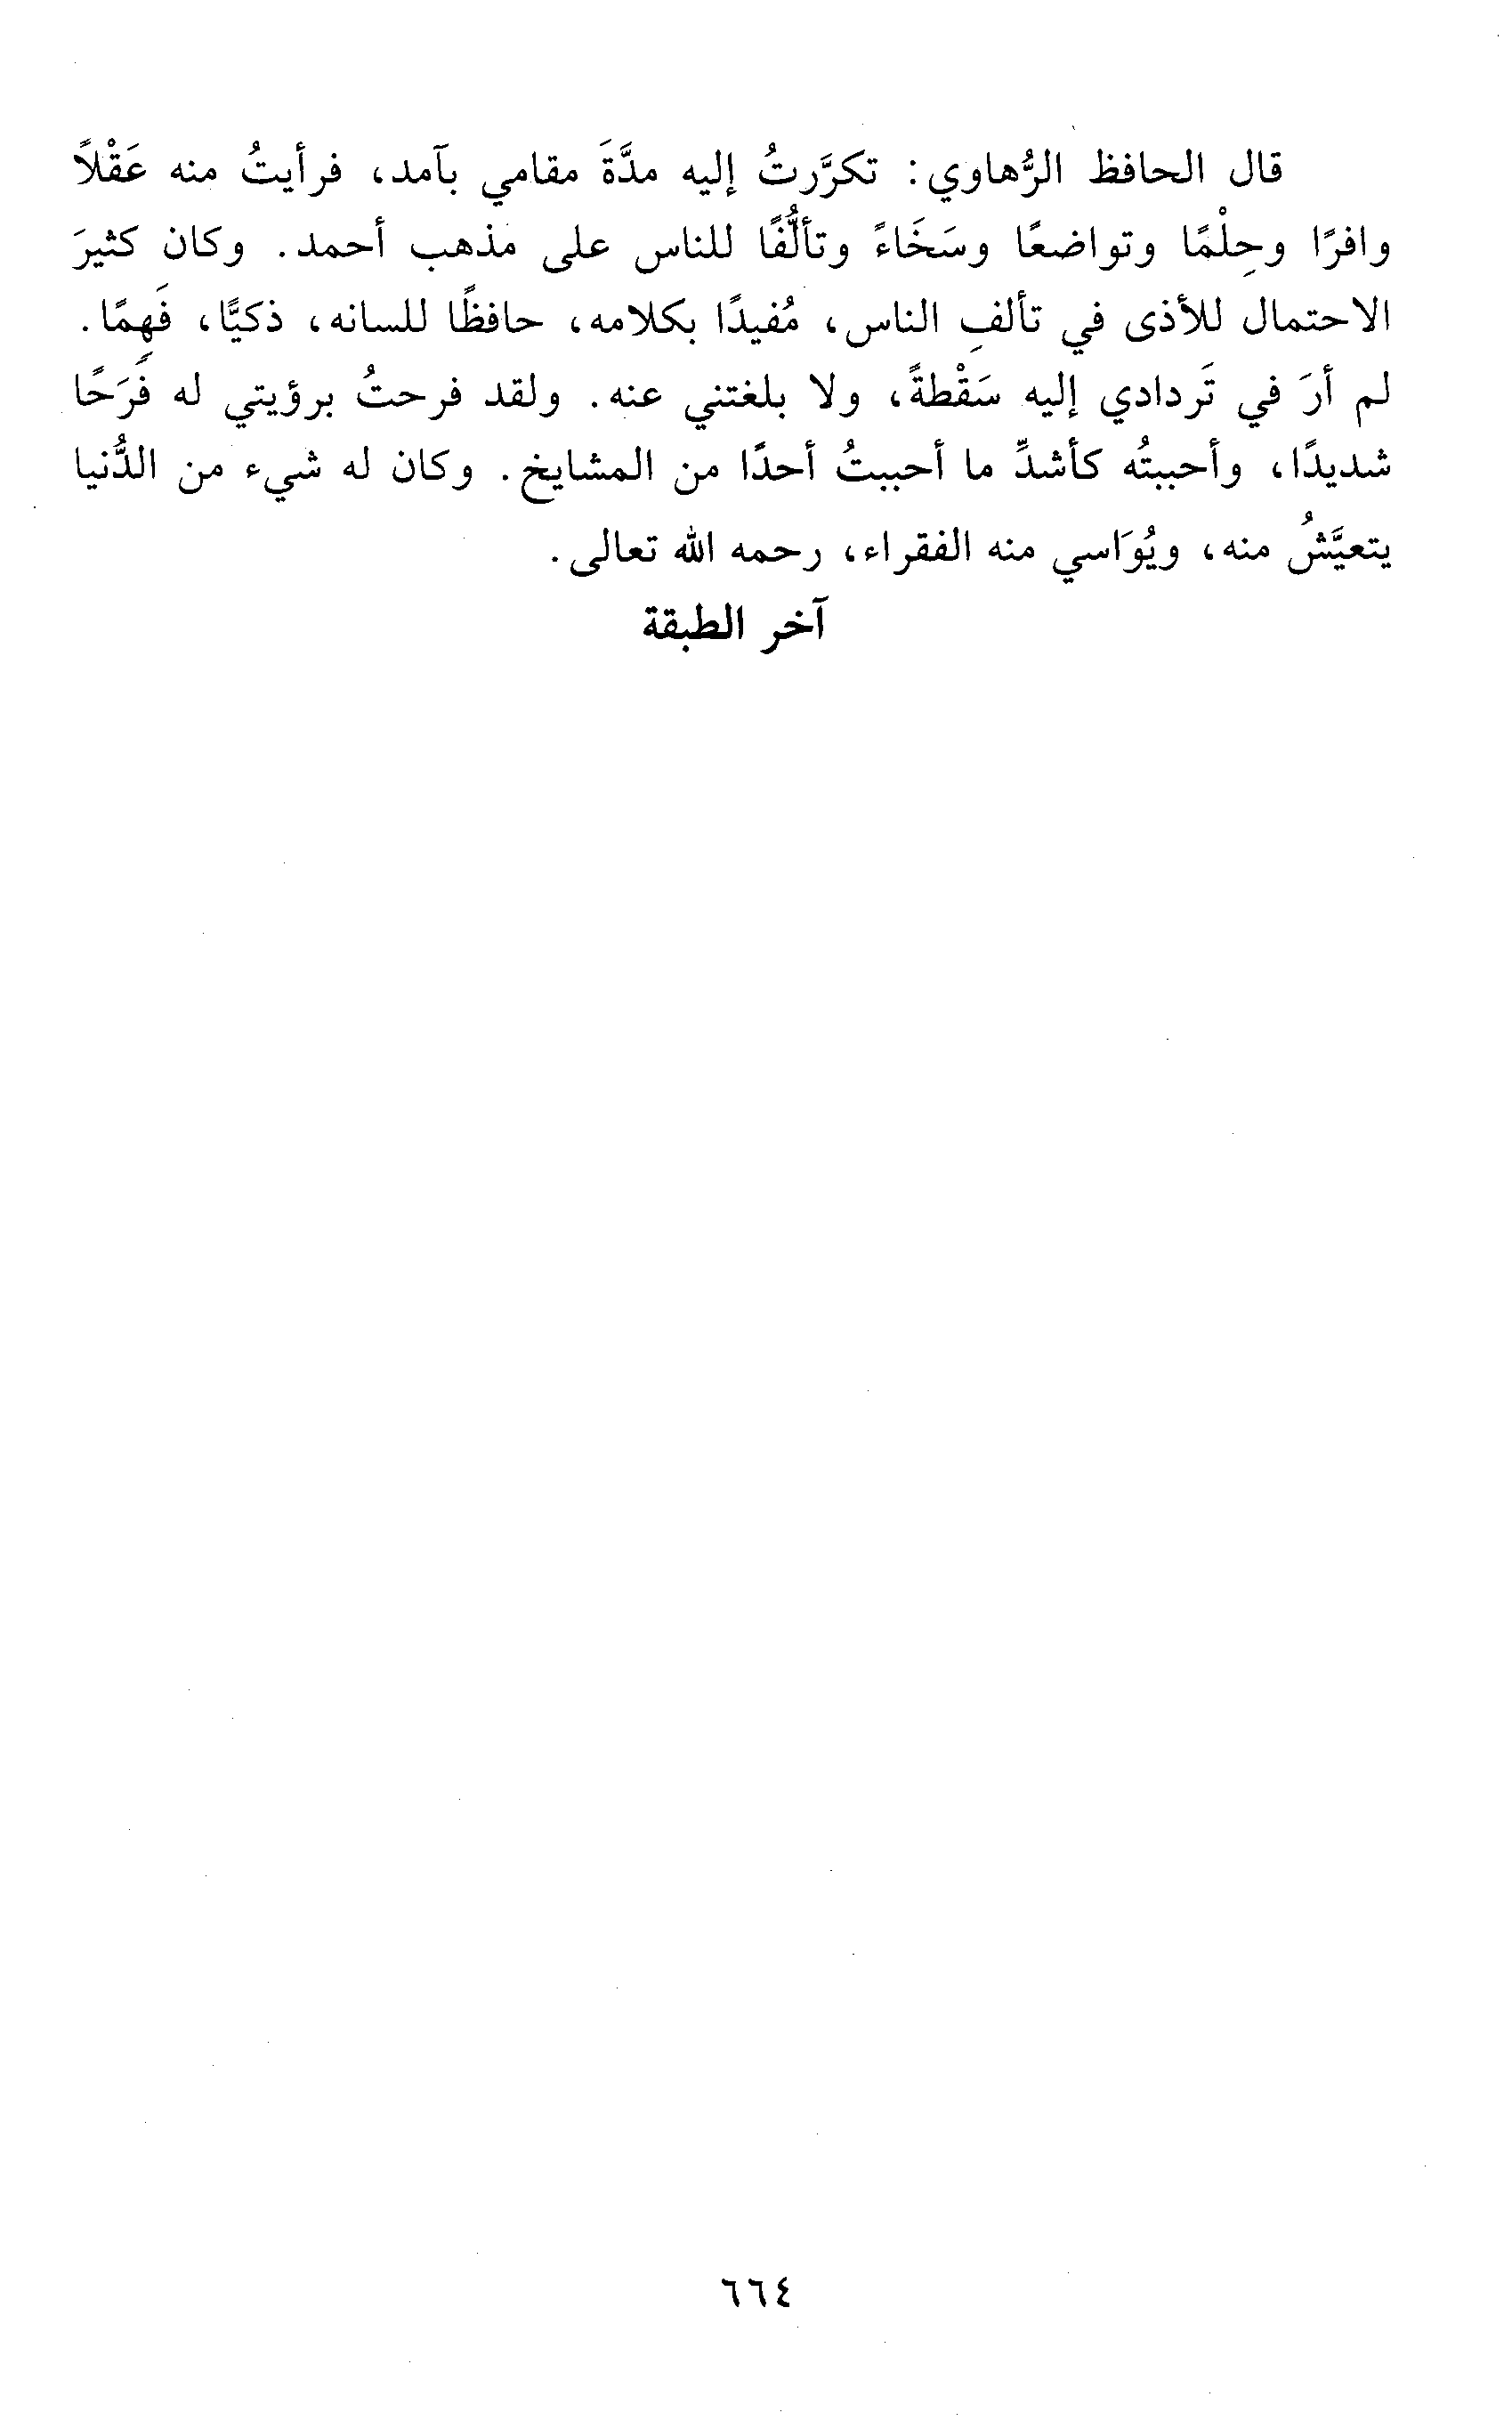 قال الحافظ الرُّهاوي: تكرَّرتُ إليه مدَّةَ مقامي بآمد، فرأيتُ منه عَقْلاً
وافرًا وحِلْمًا وتواضعًا وسَخَاءً وتألُّفًا للناس على مذهب أحمد. وكان كثيرَ
الاحتمال للأذى في تألفِ الناس، مُفيدًا بكلامه، حافظًا للسانه، ذكيًّا، فَهِمًا.
لم أرَ في تَردادي إليه سَقْطةً، ولا بلغتني عنه. ولقد فرحتُ برؤيتي له فَرَحًا
شديدًا، وأحببتُه كأشدِّ ما أحببتُ أحدًا من المشايخ. وكان له شيء من الدُّنيا
يتعيَّشُ منه، ويُوَاسي منه الفقراء، رحمه الله تعالى.
آخر الطبقة
٦٦٤